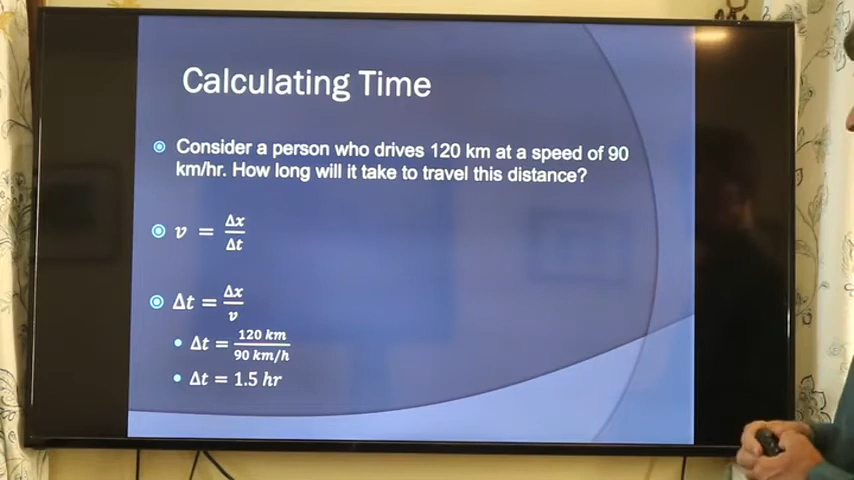 Calculating Time
Consider a person who drives 120 km at a speed of 90
km/hr. How long will it take to travel this distance?
v = Δx/Δt
Δt = Δx/v
Δt = 120 km/90 km/h
Δt = 1.5 hr